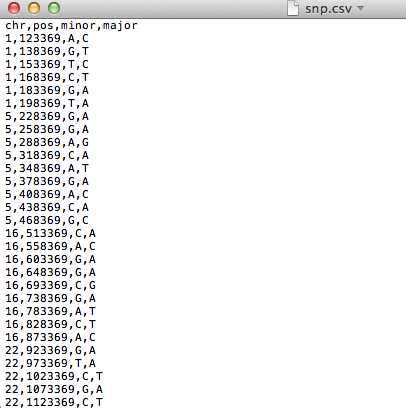 snp.csv
chr,pos,minor,major
1,123369,A,C
1,138369,G,T
1,153369,T,C
1,168369,C,T
1,183369,G,A
1,198369,T,A
5,228369,G,A
5,258369,G,A
5,288369,A,G
5,318369,C,A
5,348369,A,T
5,378369,G,A
5,408369,A,C
5,438369,C,A
5,468369,G,C
16,513369,C,A
16,558369,A,C
16,603369,G,A
16,648369,G,A
16,693369,C,G
16,738369,G,A
16,783369,A,T
16,828369,C,T
16,873369,A,C
22,923369,G,A
22,973369,T,A
22,1023369,C,T
22,1073369,G,A
22,1123369,C,T